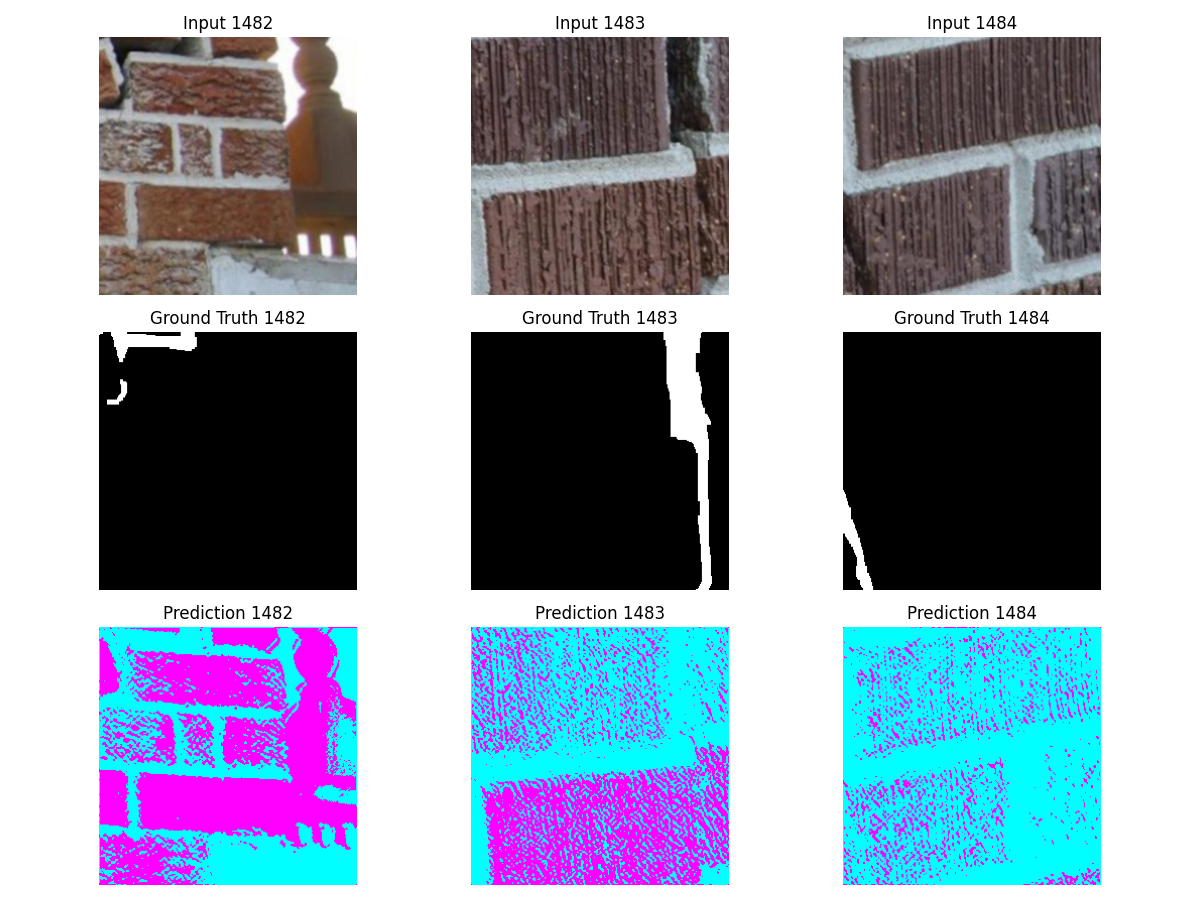 Input 1482
Input 1483
Input 1484
Ground Truth 1482
Ground Truth 1483
Ground Truth 1484
Prediction 1482
Prediction 1483
Prediction 1484